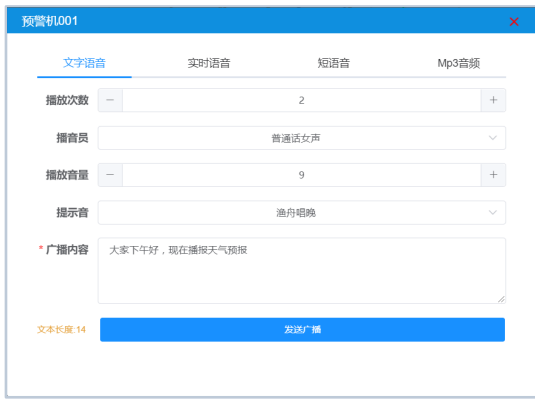 预警机001
文字语音 实时语音 短语音 Mp3音频
播放次数 2
播音员 普通话女声
播放音量 9
提示音 渔舟唱晚
* 广播内容 大家下午好，现在播报天气预报
文本长度:14 发送广播